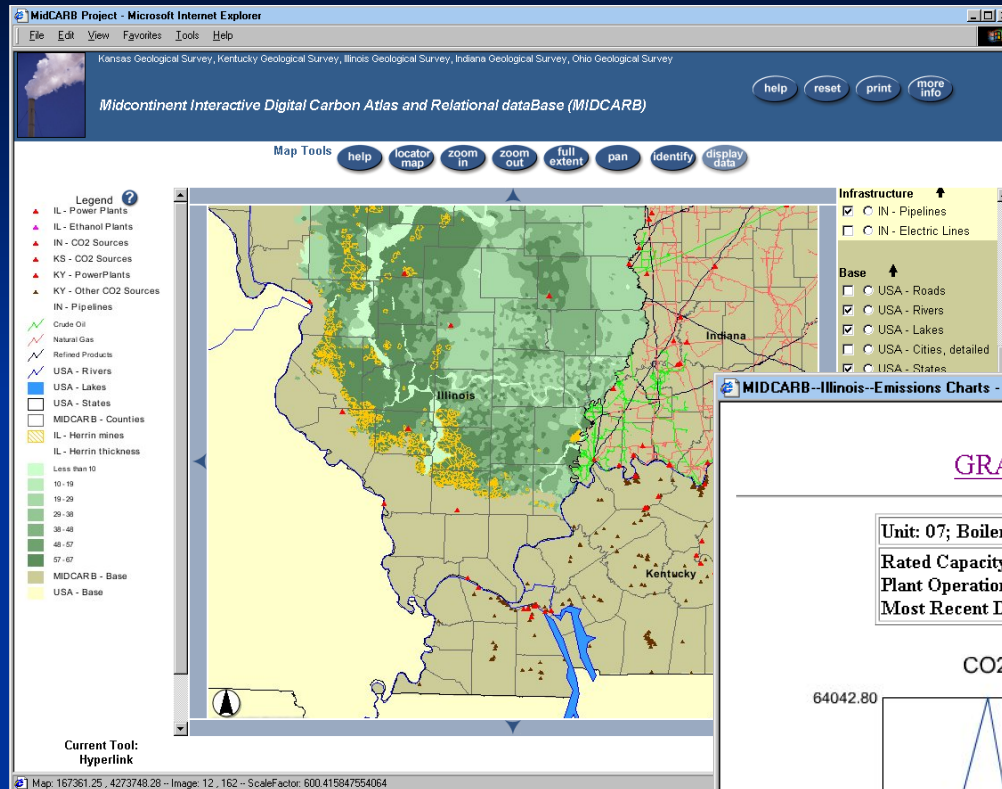 MidCARB Project - Microsoft Internet Explorer
File Edit View Favorites Tools Help
Kansas Geological Survey, Kentucky Geological Survey, Illinois Geological Survey, Indiana Geological Survey, Ohio Geological Survey
Midcontinent Interactive Digital Carbon Atlas and Relational dataBase (MIDCARB)
help reset print more info
Map Tools help locator map zoom in zoom out full extent pan identify display data
Legend ?
IL - Power Plants
IL - Ethanol Plants
IN - CO2 Sources
KS - CO2 Sources
KY - PowerPlants
KY - Other CO2 Sources
IN - Pipelines
Crude Oil
Natural Gas
Refined Products
USA - Rivers
USA - Lakes
USA - States
MIDCARB - Counties
IL - Herrin mines
IL - Herrin thickness
Less than 10
10 - 19
19 - 29
29 - 38
38 - 48
48 - 57
57 - 67
MIDCARB - Base
USA - Base
Current Tool:
Hyperlink
Illinois
Indiana
Kentucky
Infrastructure
IN - Pipelines
IN - Electric Lines
Base
USA - Roads
USA - Rivers
USA - Lakes
USA - Cities, detailed
USA - States
MIDCARB--Illinois--Emissions Charts -
GRA
Unit: 07; Boiler
Rated Capacity
Plant Operation
Most Recent D
CO2
64042.80
Map: 167361.25 , 4273748.28 -- Image: 12 , 162 -- ScaleFactor: 600.415847554064